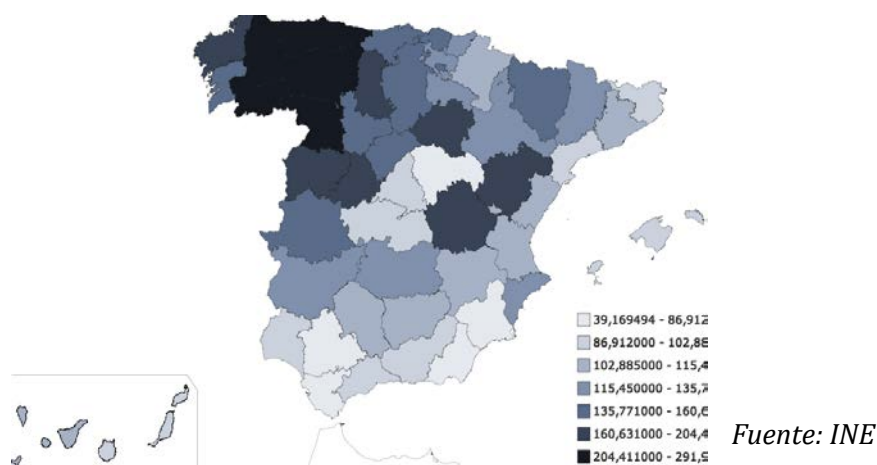 39,169494 - 86,912
86,912000 - 102,88
102,885000 - 115,4
115,450000 - 135,7
135,771000 - 160,6
160,631000 - 204,4
204,411000 - 291,9
Fuente: INE